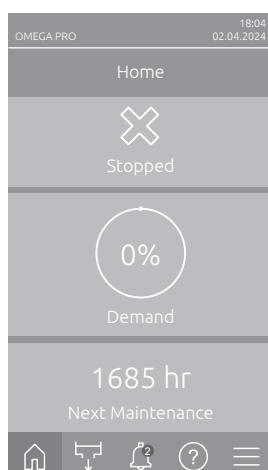 18:04
OMEGA PRO 02.04.2024
Home
Stopped
0%
Demand
1685 hr
Next Maintenance
2
?